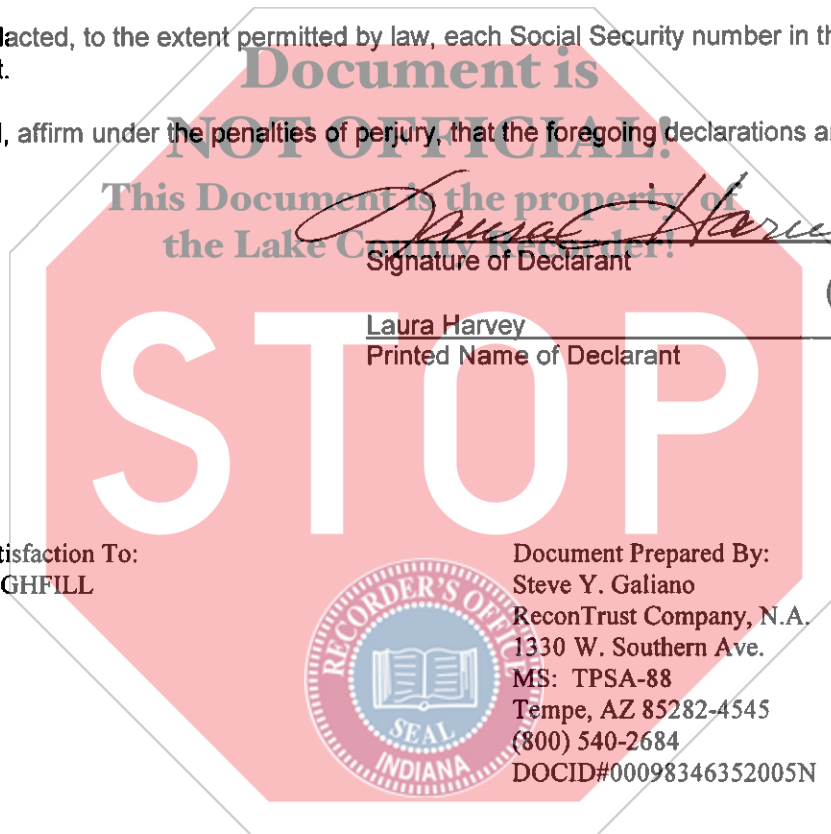 dacted, to the extent permitted by law, each Social Security number in th
t.
Document is
I, affirm under the penalties of perjury, that the foregoing declarations a
NOT OFFICIAL!
This Document is the property of
the Lake County Recorder!
Laura Harve
Signature of Declarant
Laura Harvey
Printed Name of Declarant
STOP
tisfaction To:
GHFILL
Document Prepared By:
Steve Y. Galiano
ReconTrust Company, N.A.
1330 W. Southern Ave.
MS: TPSA-88
Tempe, AZ 85282-4545
(800) 540-2684
DOCID#00098346352005N
RECORDER'S OFFICE
SEAL
INDIANA